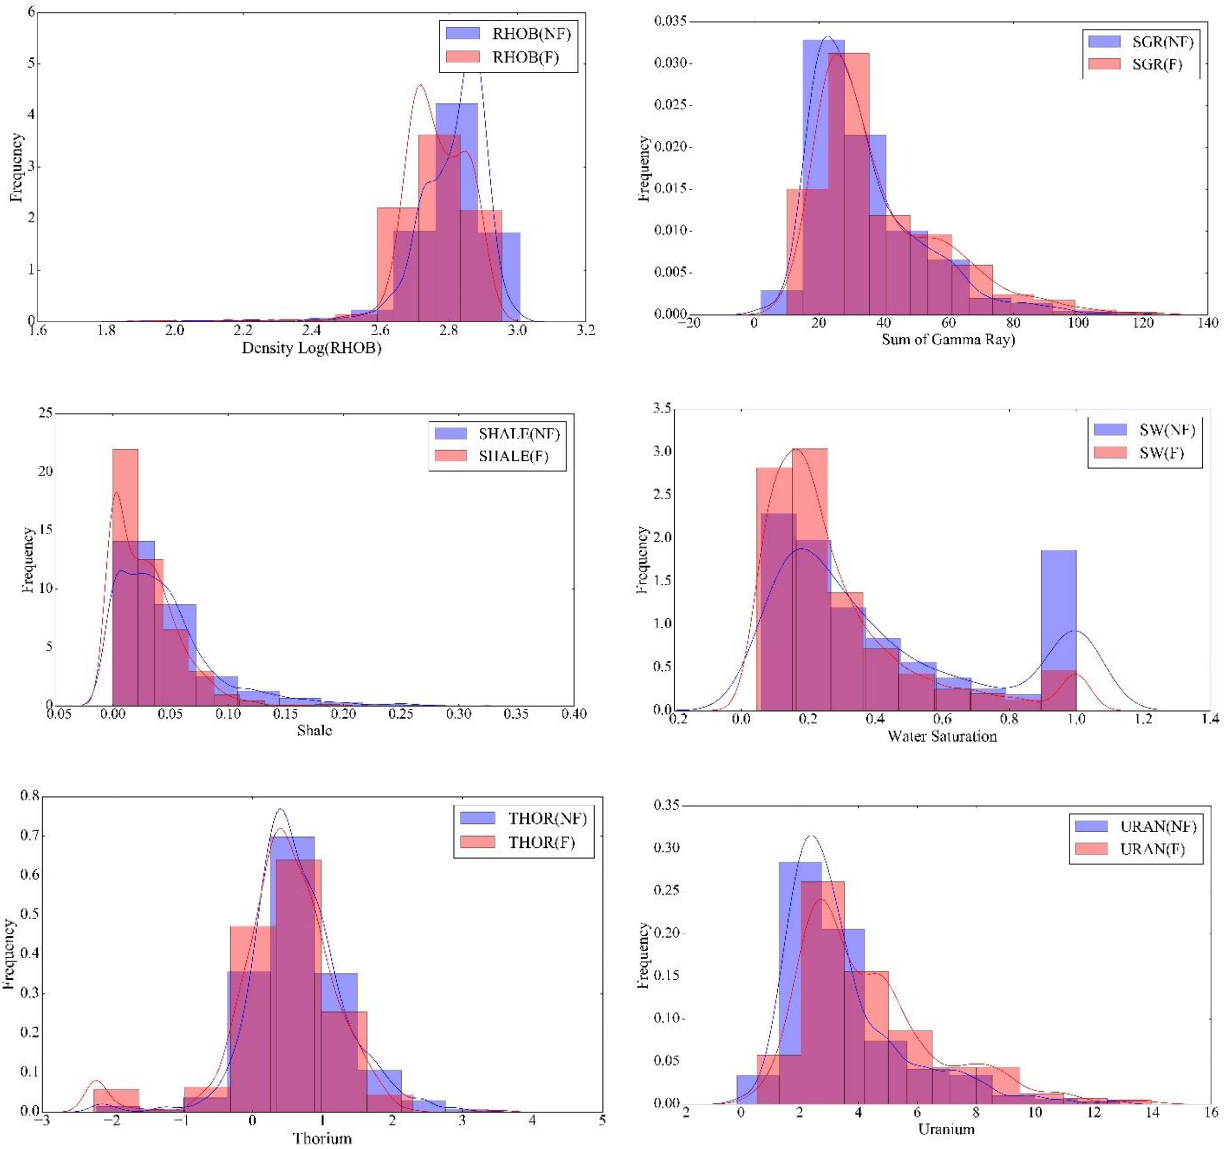 6
5
4
3
2
1
0
Frequency
RHOB(NF)
RHOB(F)
1.6 1.8 2.0 2.2 2.4 2.6 2.8 3.0 3.2
Density Log(RHOB)
0.035
0.030
0.025
0.020
0.015
0.010
0.005
0.000
Frequency
SGR(NF)
SGR(F)
−20 0 20 40 60 80 100 120 140
Sum of Gamma Ray)
25
20
15
10
5
0
Frequency
SHALE(NF)
SHALE(F)
0.05 0.00 0.05 0.10 0.15 0.20 0.25 0.30 0.35 0.40
Shale
3.5
3.0
2.5
2.0
1.5
1.0
0.5
0.0
Frequency
SW(NF)
SW(F)
0.2 0.0 0.2 0.4 0.6 0.8 1.0 1.2 1.4
Water Saturation
0.8
0.7
0.6
0.5
0.4
0.3
0.2
0.1
0.0
Frequency
THOR(NF)
THOR(F)
−3 −2 −1 0 1 2 3 4 5
Thorium
0.35
0.30
0.25
0.20
0.15
0.10
0.05
0.00
Frequency
URAN(NF)
URAN(F)
2 0 2 4 6 8 10 12 14 16
Uranium